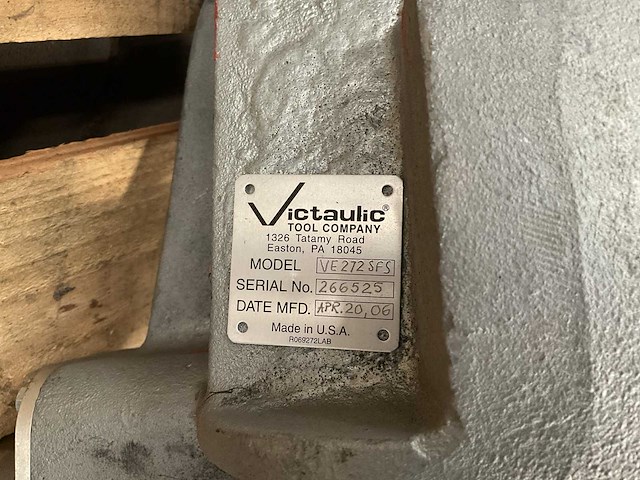 Victaulic®
TOOL COMPANY
1326 Tatamy Road
Easton, PA 18045
MODEL VE272SFS
SERIAL No. 266525
DATE MFD. APR. 20, 06
Made in U.S.A.
R069272LAB